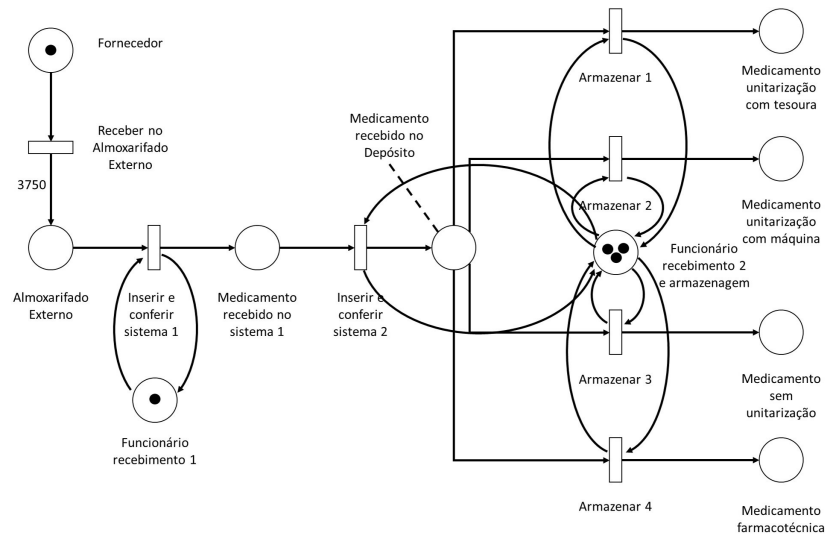 Fornecedor
Receber no
Almoxarifado
Externo
3750
Almoxarifado
Externo
Inserir e
conferir
sistema 1
Funcionário
recebimento 1
Medicamento
recebido no
sistema 1
Inserir e
conferir
sistema 2
Medicamento
recebido no
Depósito
Armazenar 1
Medicamento
unitarização
com tesoura
Armazenar 2
Medicamento
unitarização
com máquina
Funcionário
recebimento 2
e armazenagem
Armazenar 3
Medicamento
sem
unitarização
Armazenar 4
Medicamento
farmacotécnica